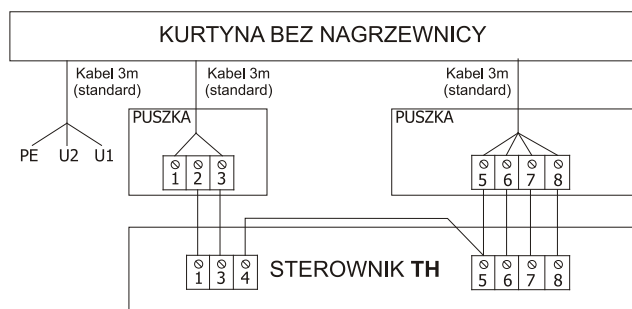 KURTYNA BEZ NAGRZEWNICY
Kabel 3m
(standard)
Kabel 3m
(standard)
Kabel 3m
(standard)
PUSZKA
PUSZKA
PE U2 U1
1 2 3
5 6 7 8
1 3 4
STEROWNIK TH
5 6 7 8